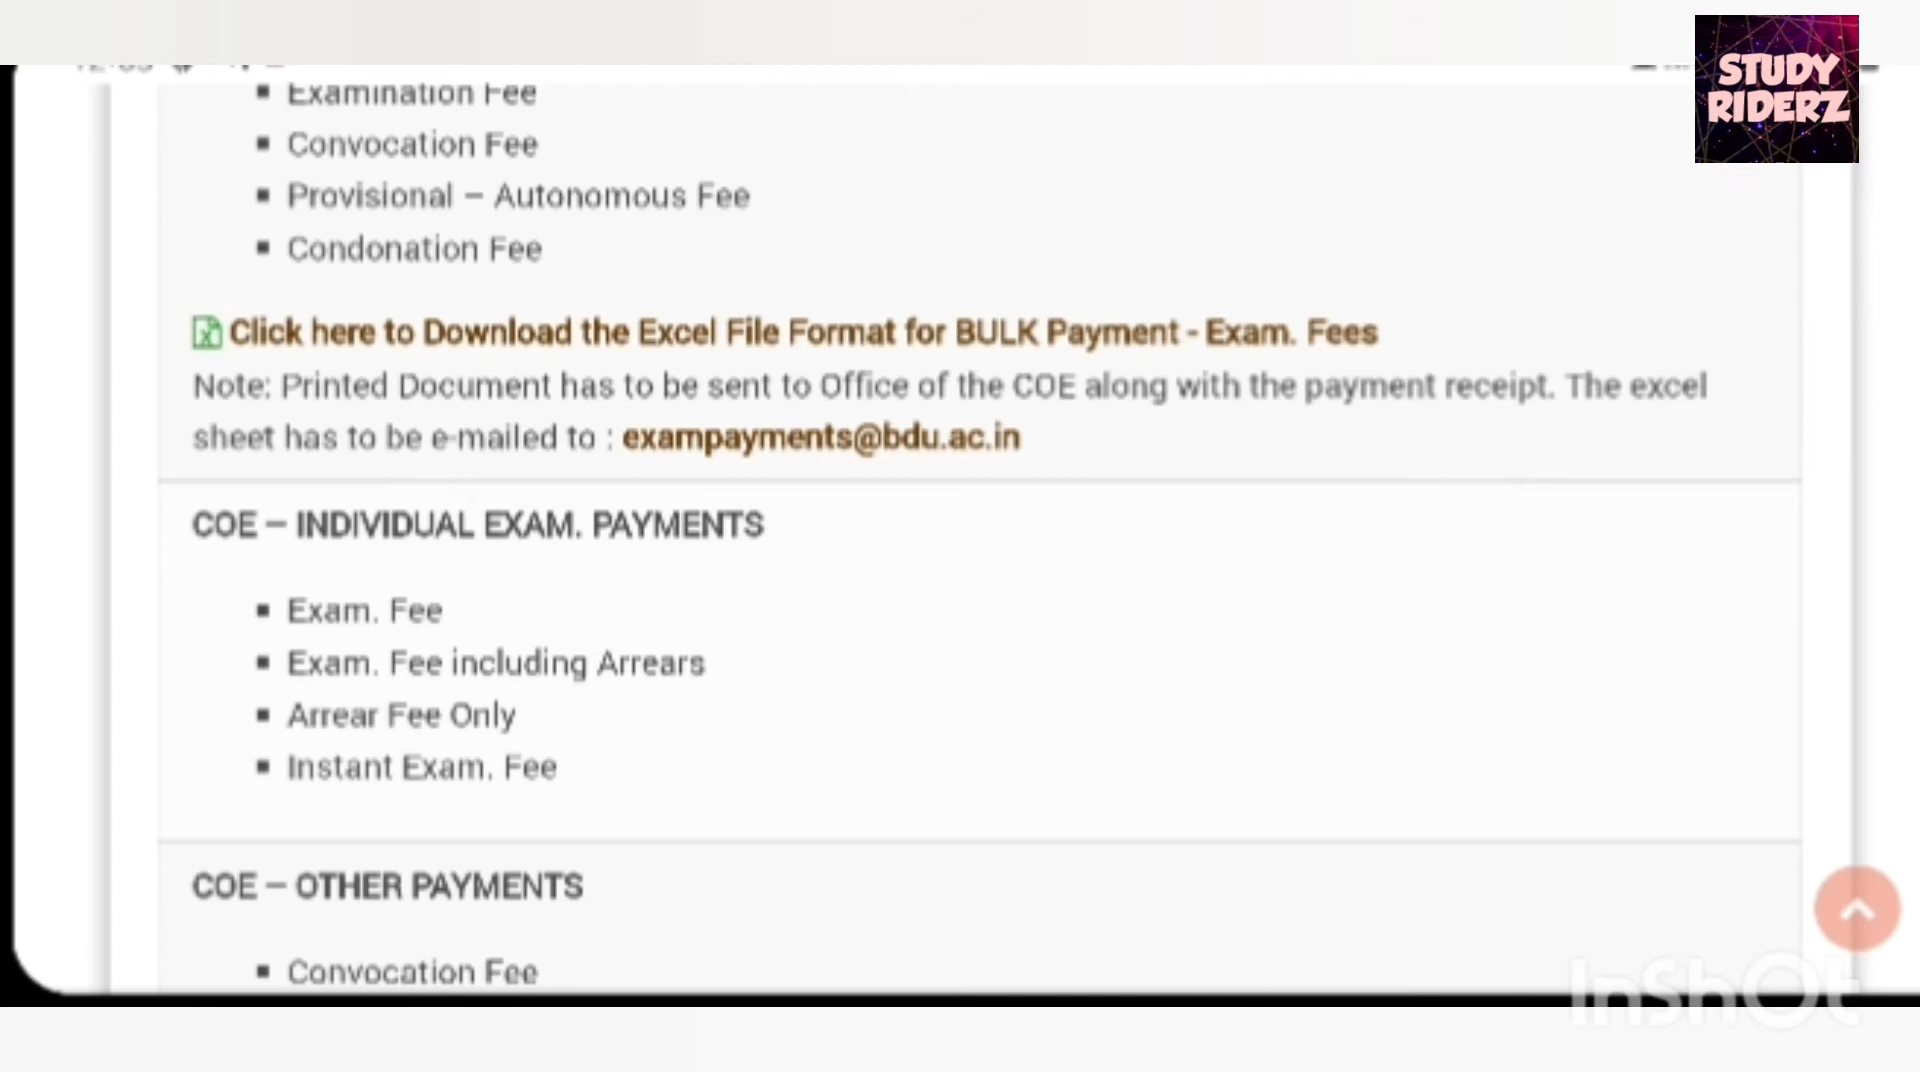 STUDY
RIDERZ
Examination Fee
Convocation Fee
Provisional – Autonomous Fee
Condonation Fee
Click here to Download the Excel File Format for BULK Payment - Exam. Fees
Note: Printed Document has to be sent to Office of the COE along with the payment receipt. The excel
sheet has to be e-mailed to : exampayments@bdu.ac.in
COE – INDIVIDUAL EXAM. PAYMENTS
Exam. Fee
Exam. Fee including Arrears
Arrear Fee Only
Instant Exam. Fee
COE – OTHER PAYMENTS
Convocation Fee
InShOt